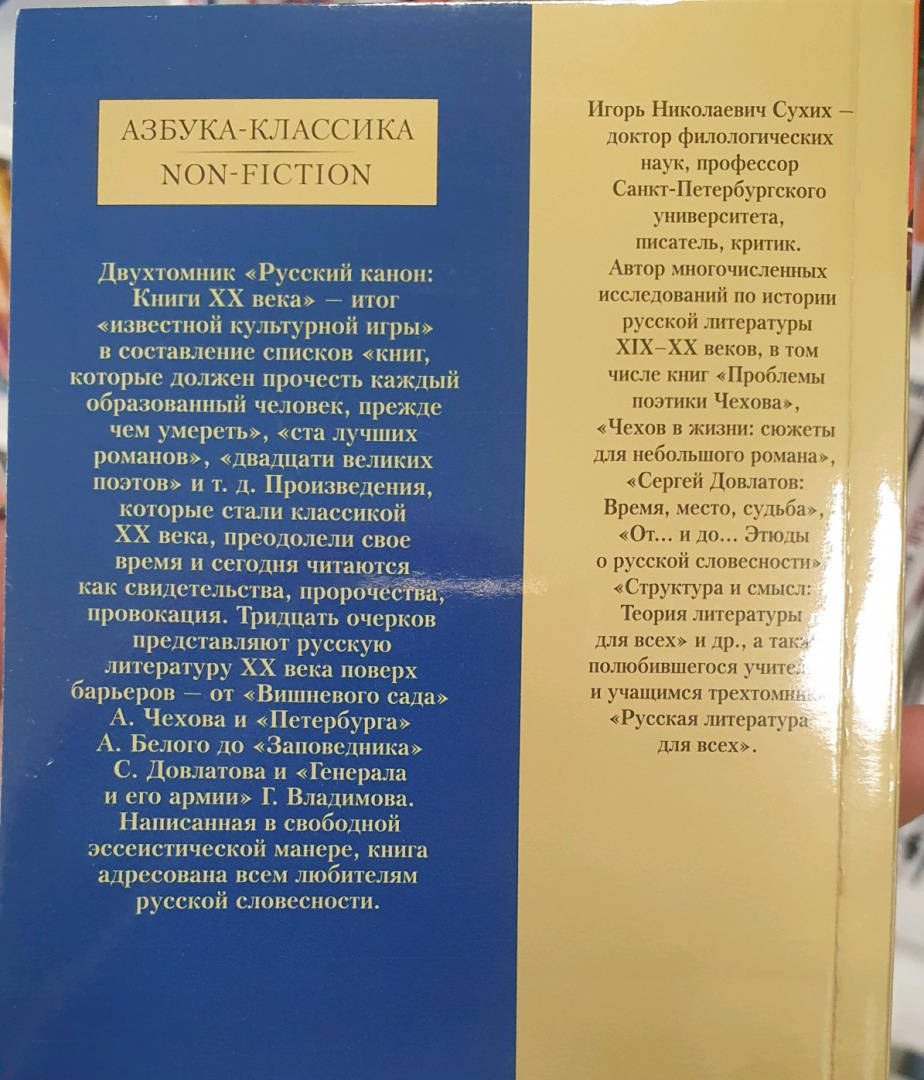 АЗБУКА-КЛАССИКА
NON-FICTION
Двухтомник «Русский канон:
Книги XX века» — итог
«известной культурной игры»
в составление списков «книг,
которые должен прочесть каждый
образованный человек, прежде
чем умереть», «ста лучших
романов», «двадцати великих
поэтов» и т. д. Произведения,
которые стали классикой
XX века, преодолели свое
время и сегодня читаются
как свидетельства, пророчества,
провокация. Тридцать очерков
представляют русскую
литературу XX века поверх
барьеров — от «Вишневого сада»
А. Чехова и «Петербурга»
А. Белого до «Заповедника»
С. Довлатова и «Генерала
и его армии» Г. Владимова.
Написанная в свободной
эссеистической манере, книга
адресована всем любителям
русской словесности.
Игорь Николаевич Сухих —
доктор филологических
наук, профессор
Санкт-Петербургского
университета,
писатель, критик.
Автор многочисленных
исследований по истории
русской литературы
XIX–XX веков, в том
числе книг «Проблемы
поэтики Чехова»,
«Чехов в жизни: сюжеты
для небольшого романа»,
«Сергей Довлатов:
Время, место, судьба»,
«От... и до... Этюды
о русской словесности»,
«Структура и смысл:
Теория литературы
для всех» и др., а
полюбившегося
и учащимся
«Русская литература
для всех».